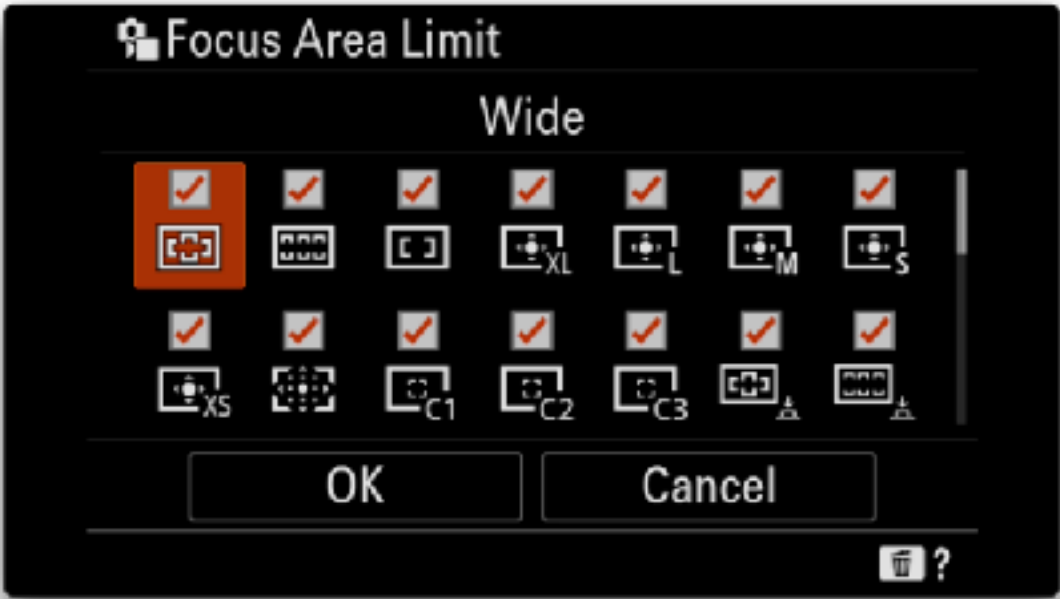 Focus Area Limit
Wide
XL L M S
XS C1 C2 C3
OK Cancel
?